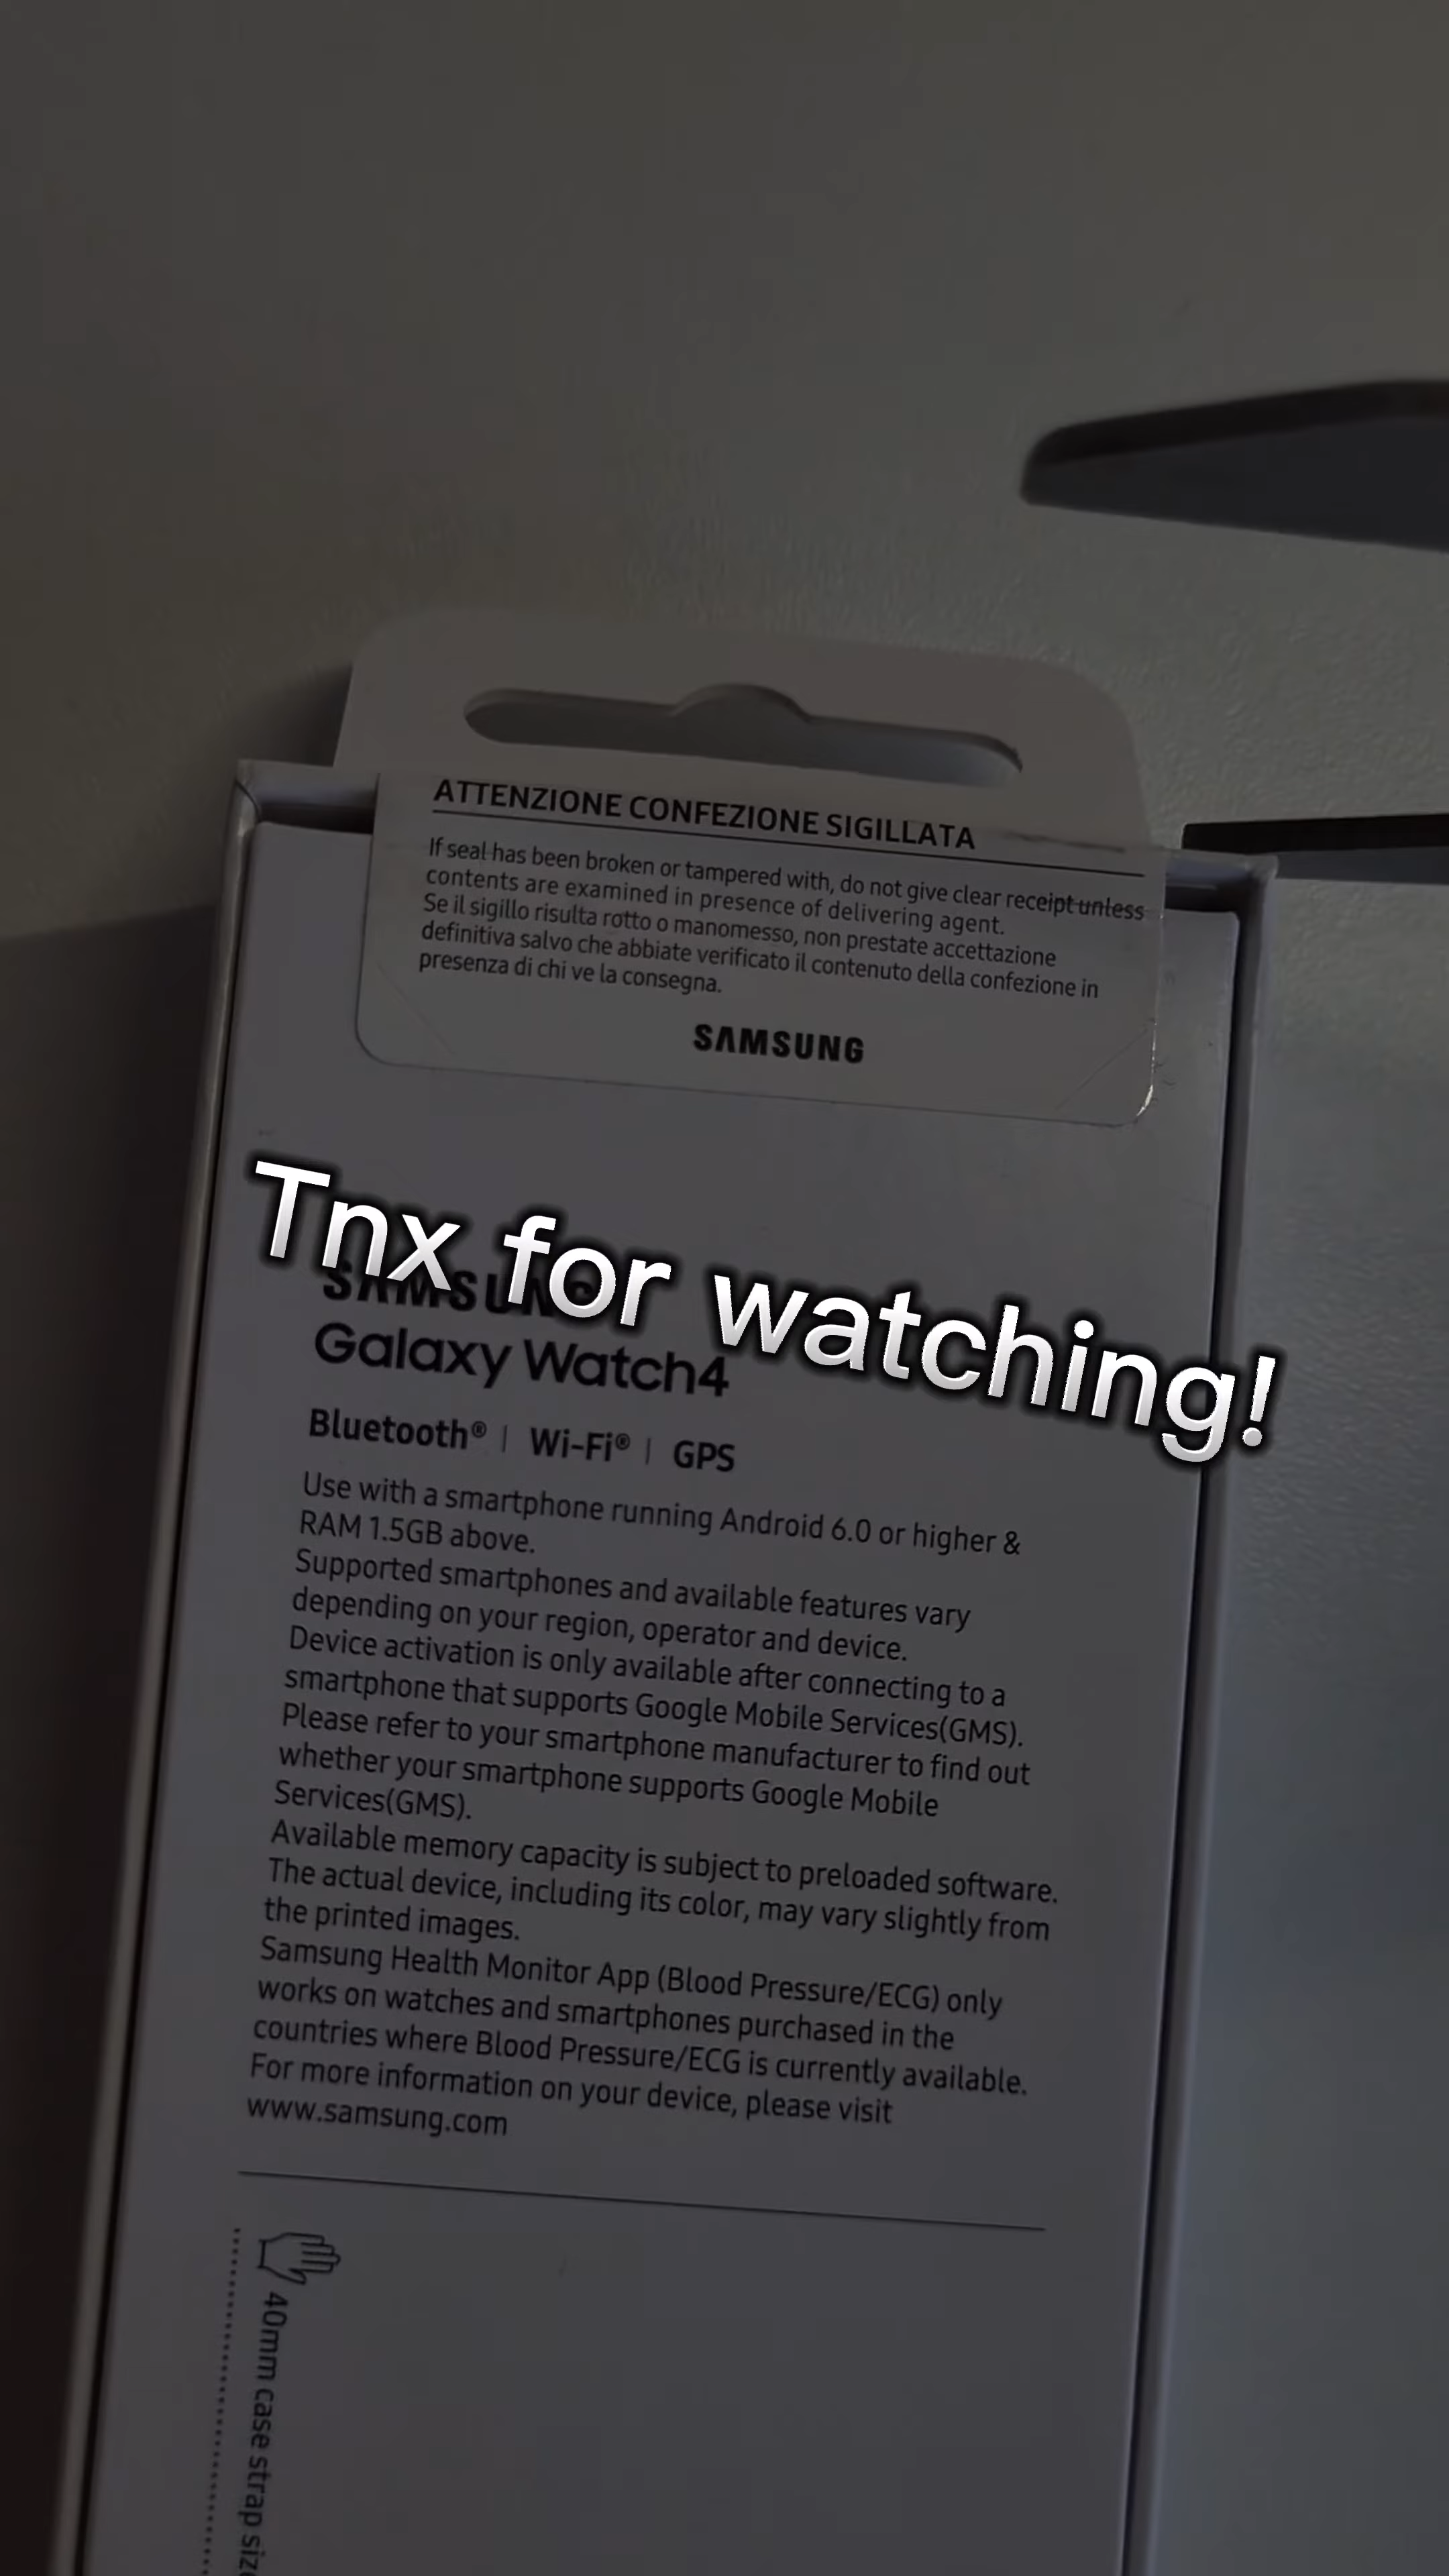 ATTENZIONE CONFEZIONE SIGILLATA
If seal has been broken or tampered with, do not give clear receipt unless
contents are examined in presence of delivering agent.
Se il sigillo risulta rotto o manomesso, non prestate accettazione
definitiva salvo che abbiate verificato il contenuto della confezione in
presenza di chi ve la consegna.
SAMSUNG
Tnx for watching!
SAMSUNG
Galaxy Watch4
Bluetooth® | Wi-Fi® | GPS
Use with a smartphone running Android 6.0 or higher &
RAM 1.5GB above.
Supported smartphones and available features vary
depending on your region, operator and device.
Device activation is only available after connecting to a
smartphone that supports Google Mobile Services(GMS).
Please refer to your smartphone manufacturer to find out
whether your smartphone supports Google Mobile
Services(GMS).
Available memory capacity is subject to preloaded software.
The actual device, including its color, may vary slightly from
the printed images.
Samsung Health Monitor App (Blood Pressure/ECG) only
works on watches and smartphones purchased in the
countries where Blood Pressure/ECG is currently available.
For more information on your device, please visit
www.samsung.com
40mm case strap size